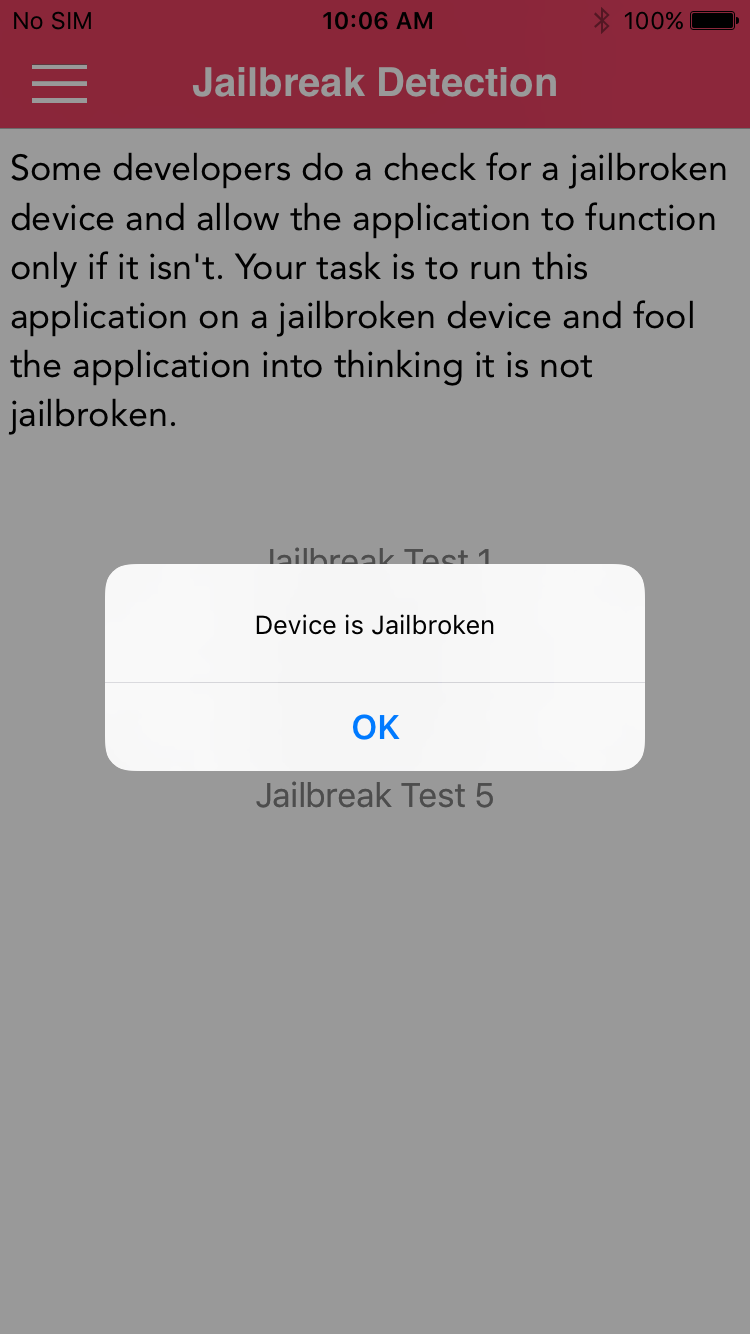 No SIM 10:06 AM 100%
Jailbreak Detection
Some developers do a check for a jailbroken
device and allow the application to function
only if it isn't. Your task is to run this
application on a jailbroken device and fool
the application into thinking it is not
jailbroken.
Jailbreak Test 1
Device is Jailbroken
OK
Jailbreak Test 5